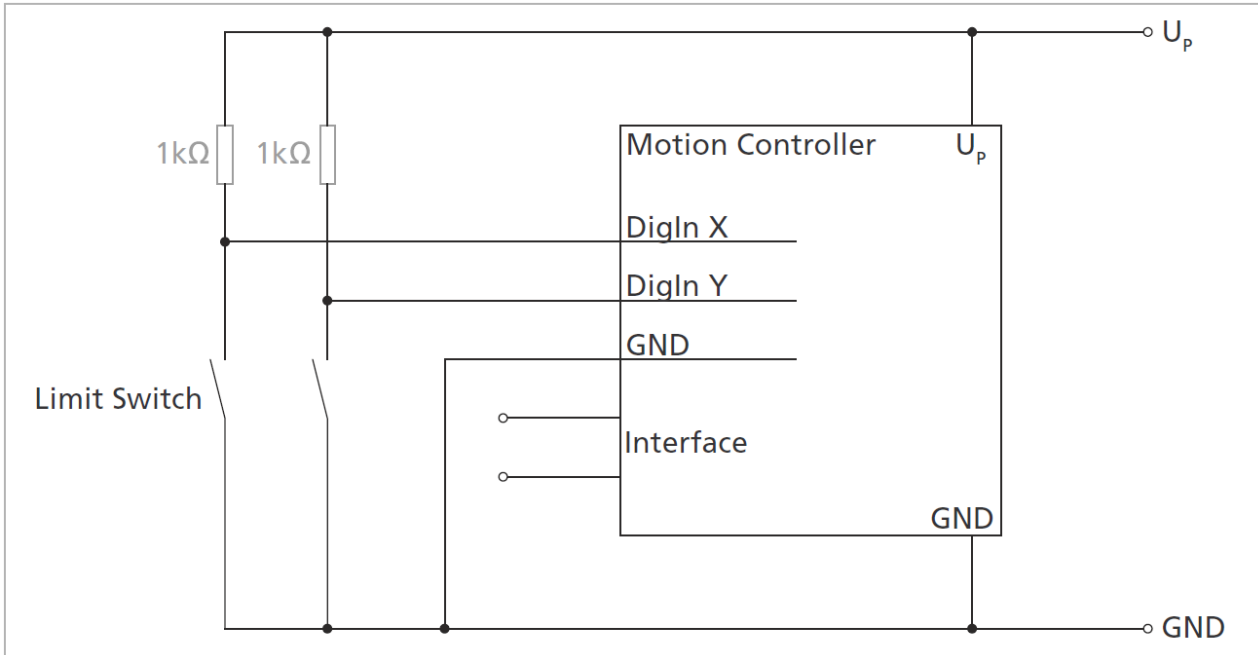 U_P
1kΩ 1kΩ
Motion Controller U_P
DigIn X
DigIn Y
GND
Limit Switch
Interface
GND
GND